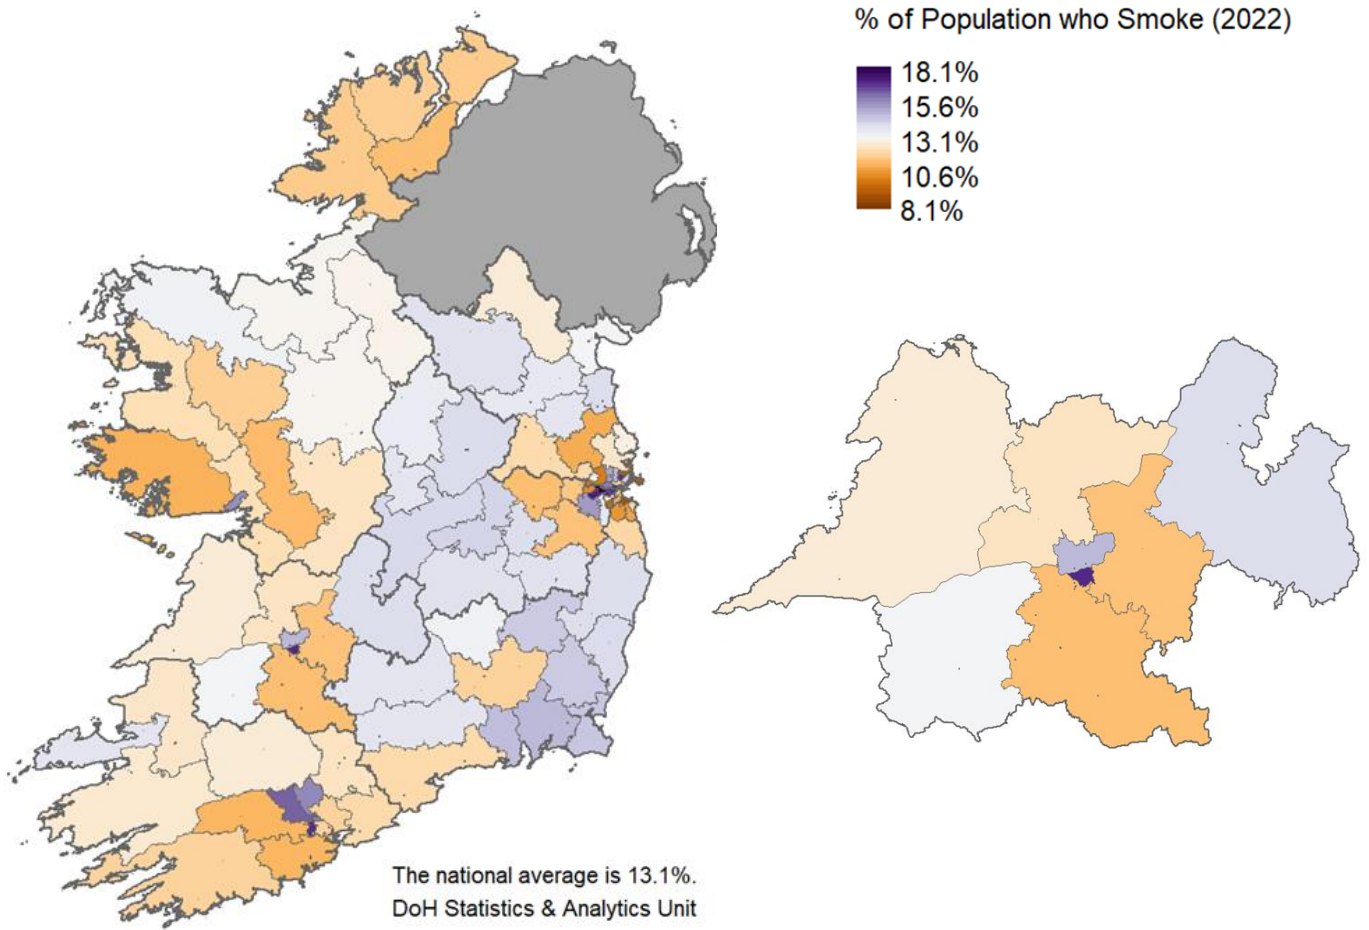 % of Population who Smoke (2022)
18.1%
15.6%
13.1%
10.6%
8.1%
The national average is 13.1%.
DoH Statistics & Analytics Unit